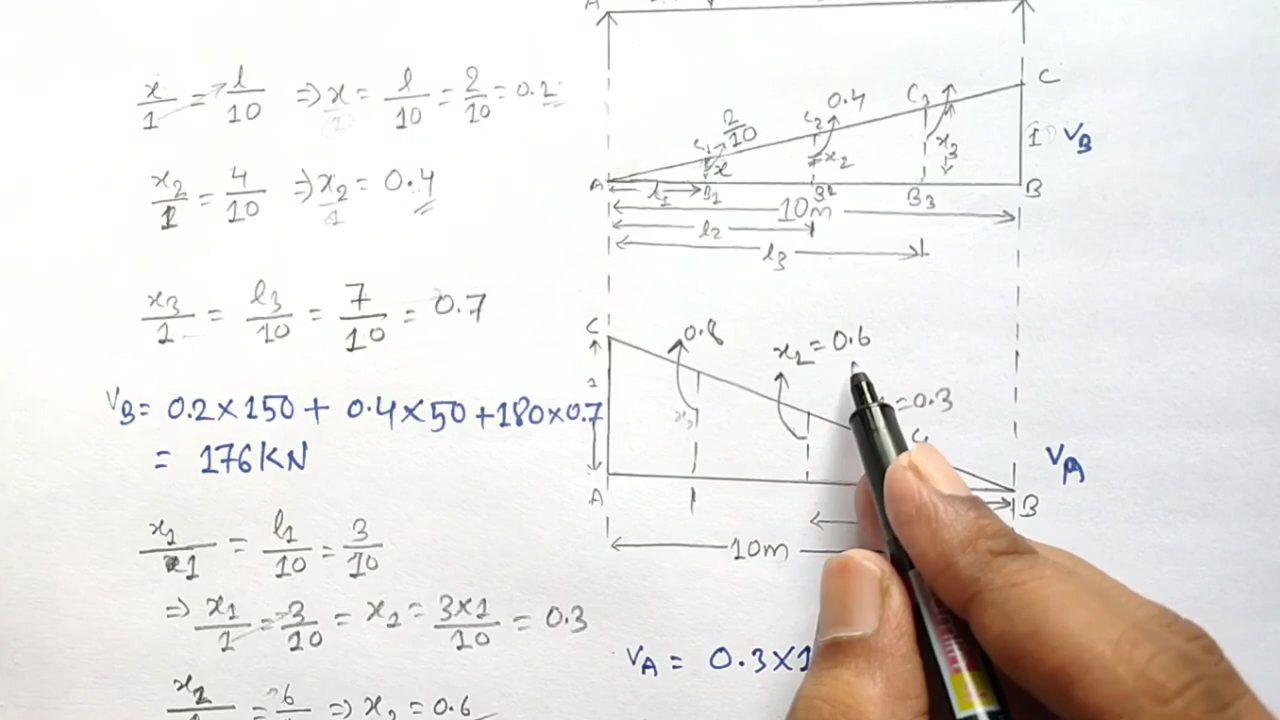 x/1 = l/10 ⇒ x = l/10 = 2/10 = 0.2
x2/1 = 4/10 ⇒ x2 = 0.4
x3/1 = l3/10 = 7/10 = 0.7
VB = 0.2×150 + 0.4×50 + 180×0.7
= 176KN
x1/1 = l1/10 = 3/10
⇒ x1/1 = 3/10 = x2 = 3×1/10 = 0.3
x2 = 6 ⇒ x2 = 0.6
A
C
C3
0.4
C2
2/10
C1
x
x2
x3
1
VB
A
l1
B1
B2
B3
B
10m
l2
l3
C
0.8
x2 = 0.6
= 0.3
1
VA
A
B
10m
VA = 0.3×1